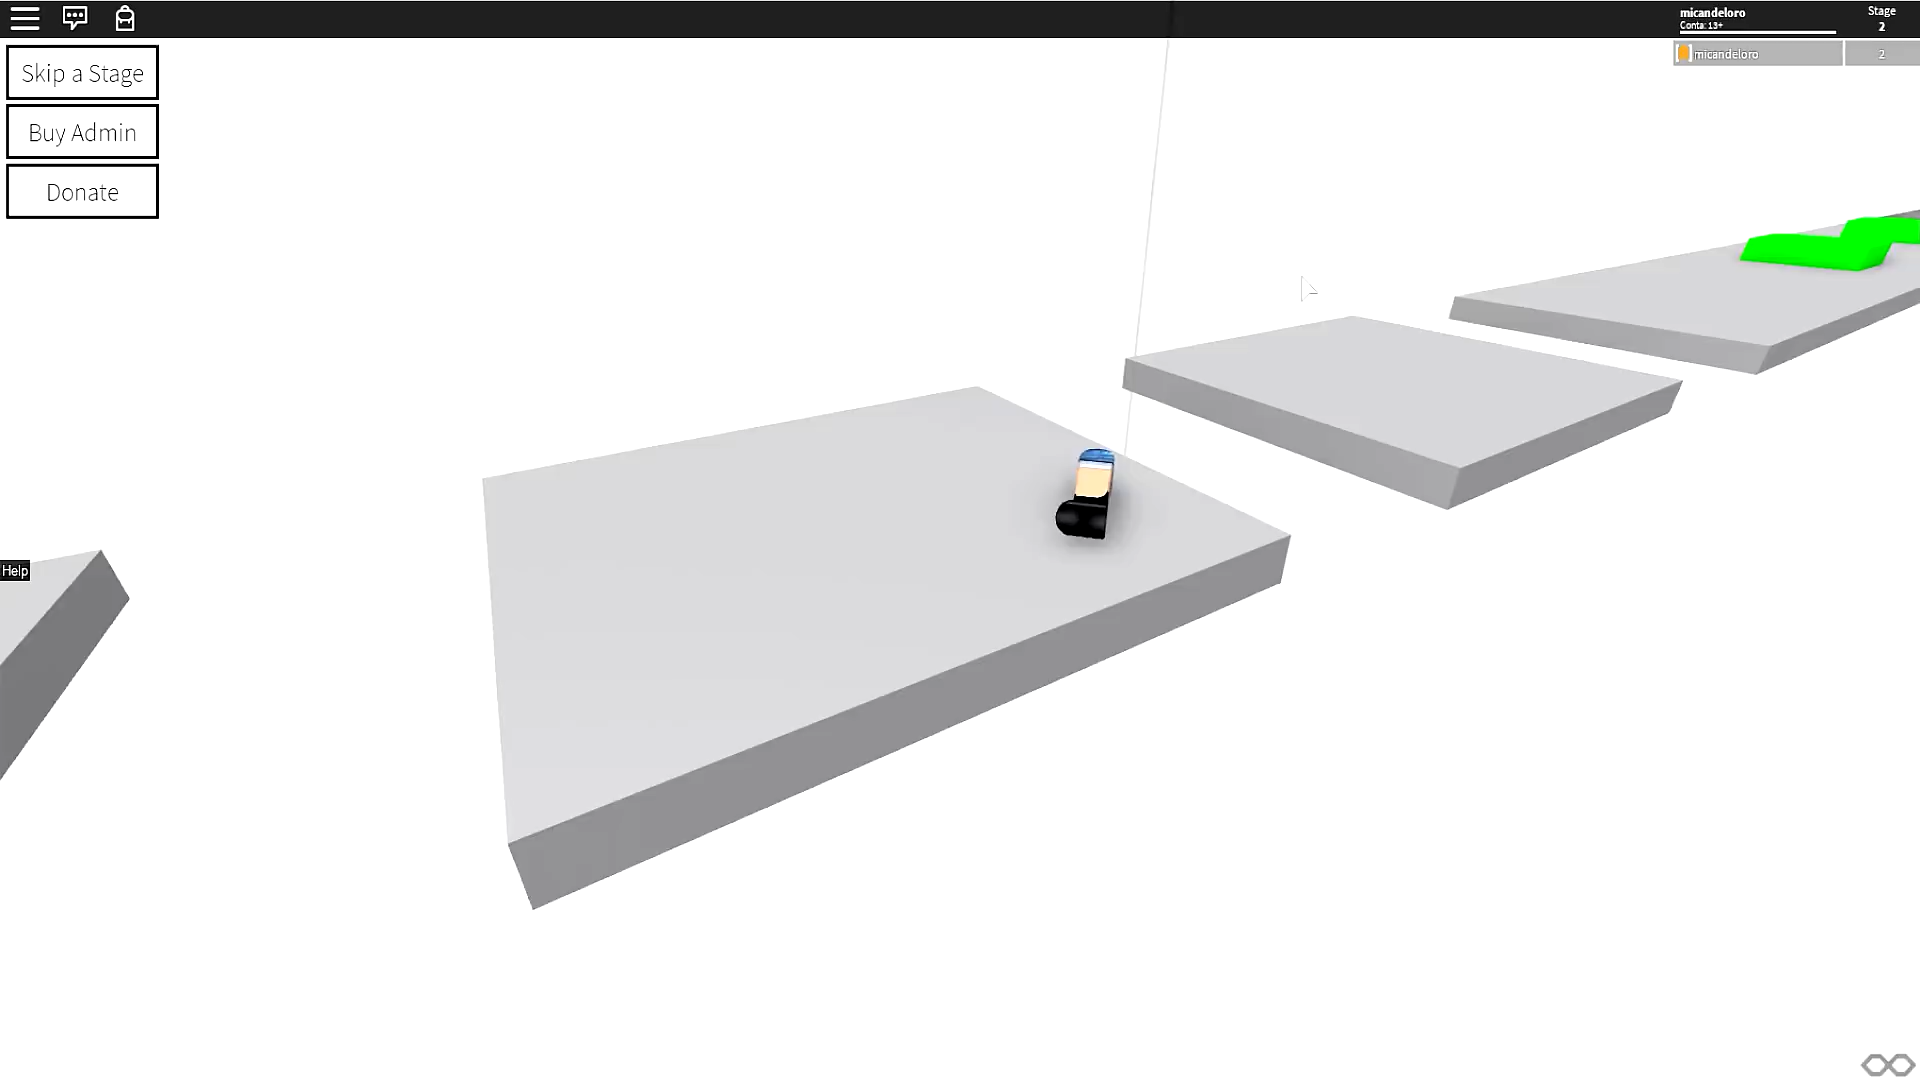 micandeloro
Conta: 13+
Stage
2
Skip a Stage
micandeloro
2
Buy Admin
Donate
Help